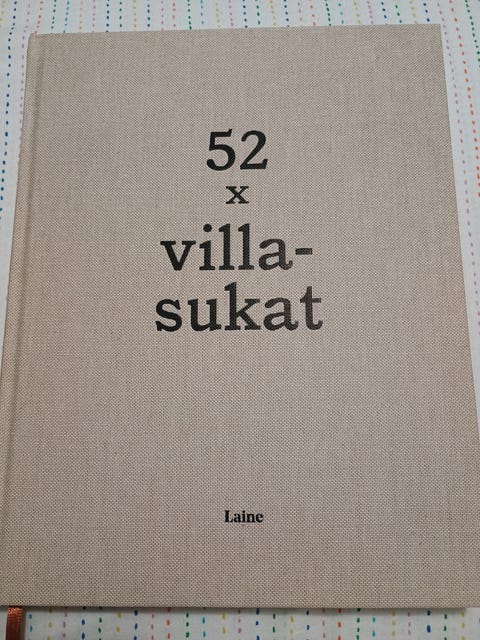 52
x
villa-
sukat
Laine